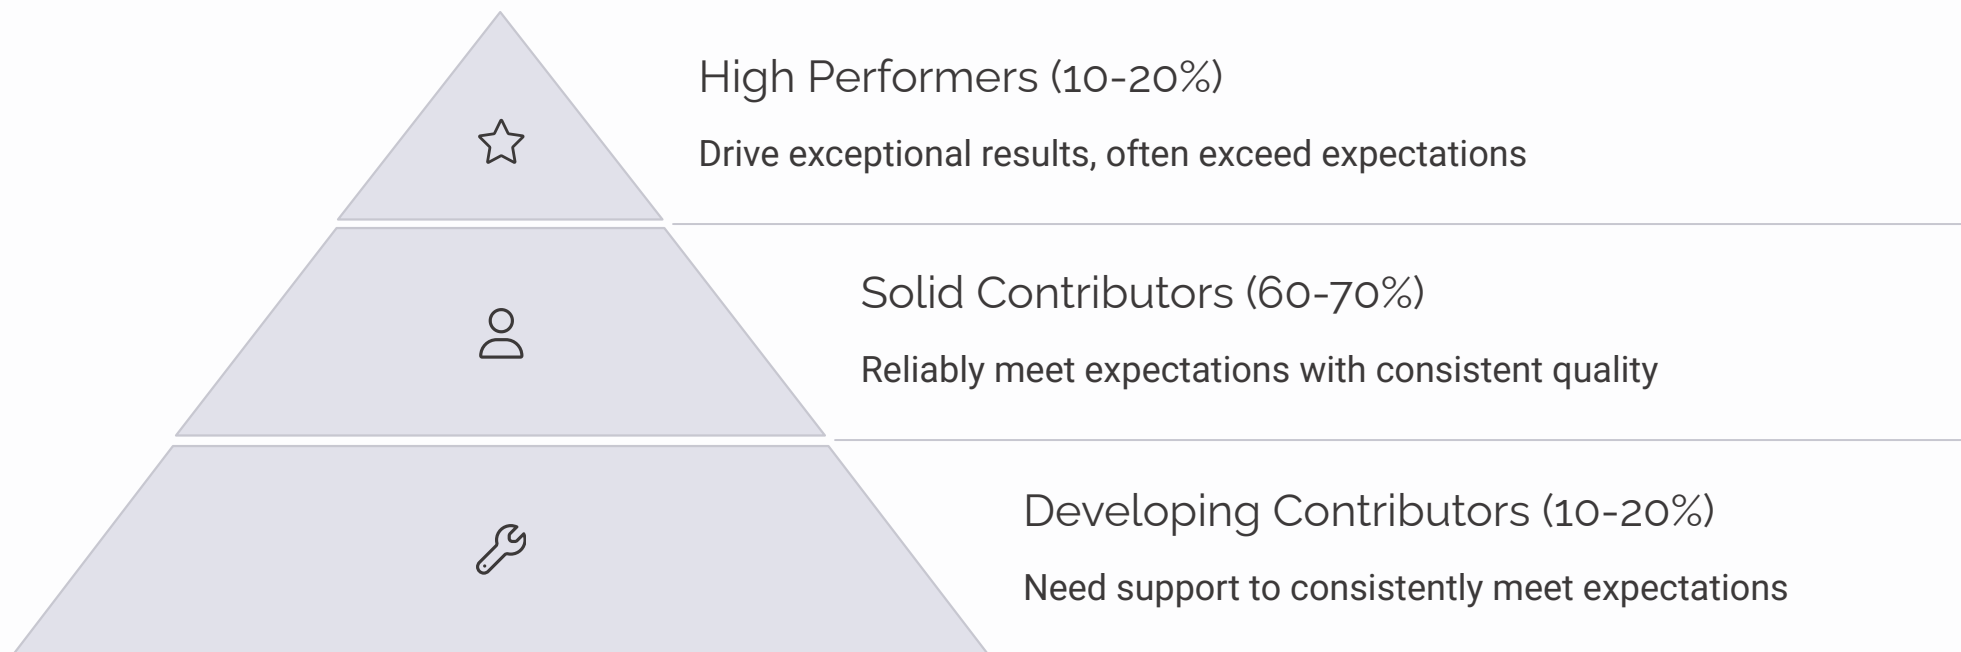 High Performers (10-20%)
Drive exceptional results, often exceed expectations
Solid Contributors (60-70%)
Reliably meet expectations with consistent quality
Developing Contributors (10-20%)
Need support to consistently meet expectations